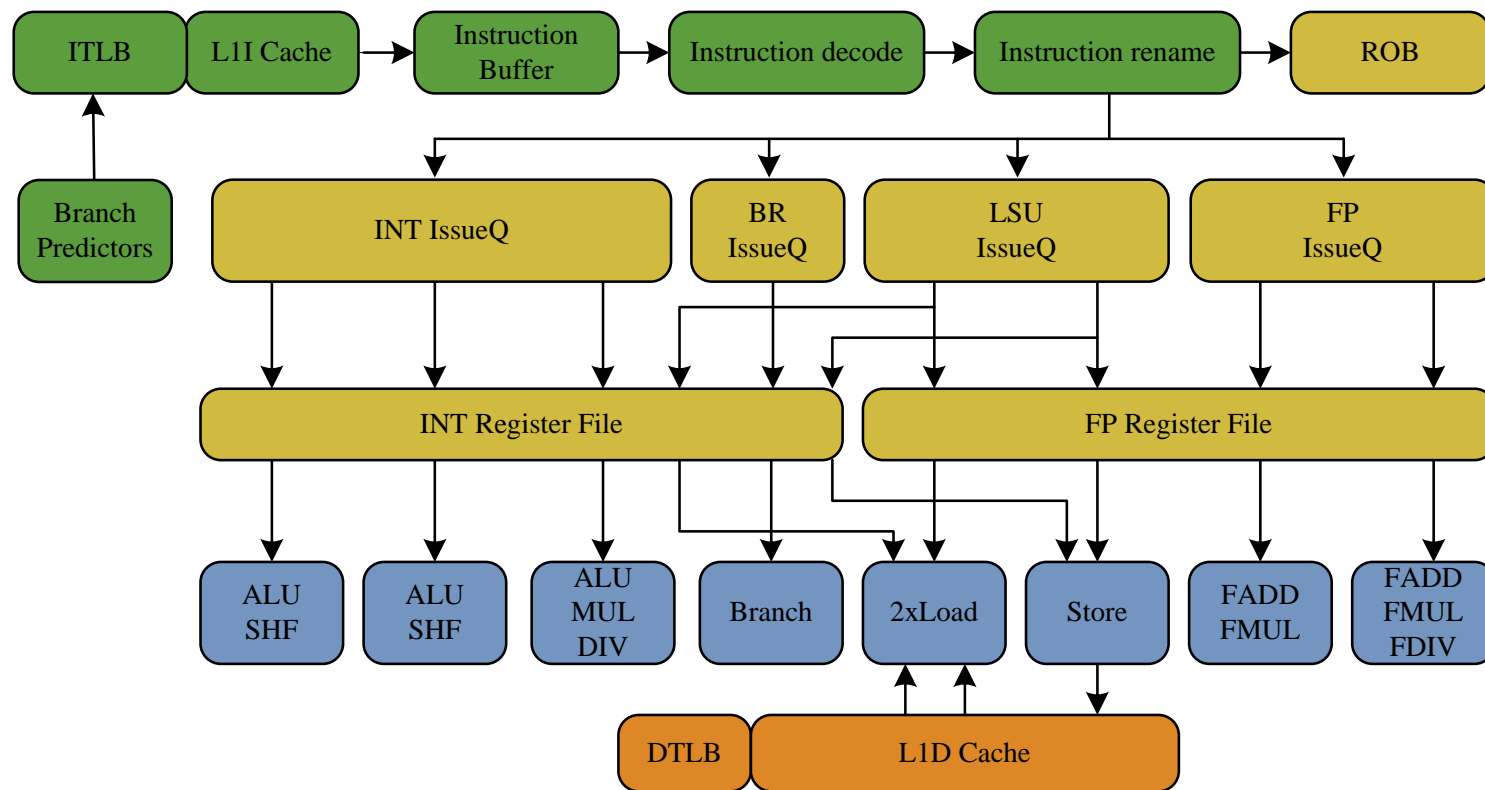 ITLB
L1I Cache
Instruction
Buffer
Instruction decode
Instruction rename
ROB
Branch
Predictors
INT IssueQ
BR
IssueQ
LSU
IssueQ
FP
IssueQ
INT Register File
FP Register File
ALU
SHF
ALU
SHF
ALU
MUL
DIV
Branch
2xLoad
Store
FADD
FMUL
FADD
FMUL
FDIV
DTLB
L1D Cache